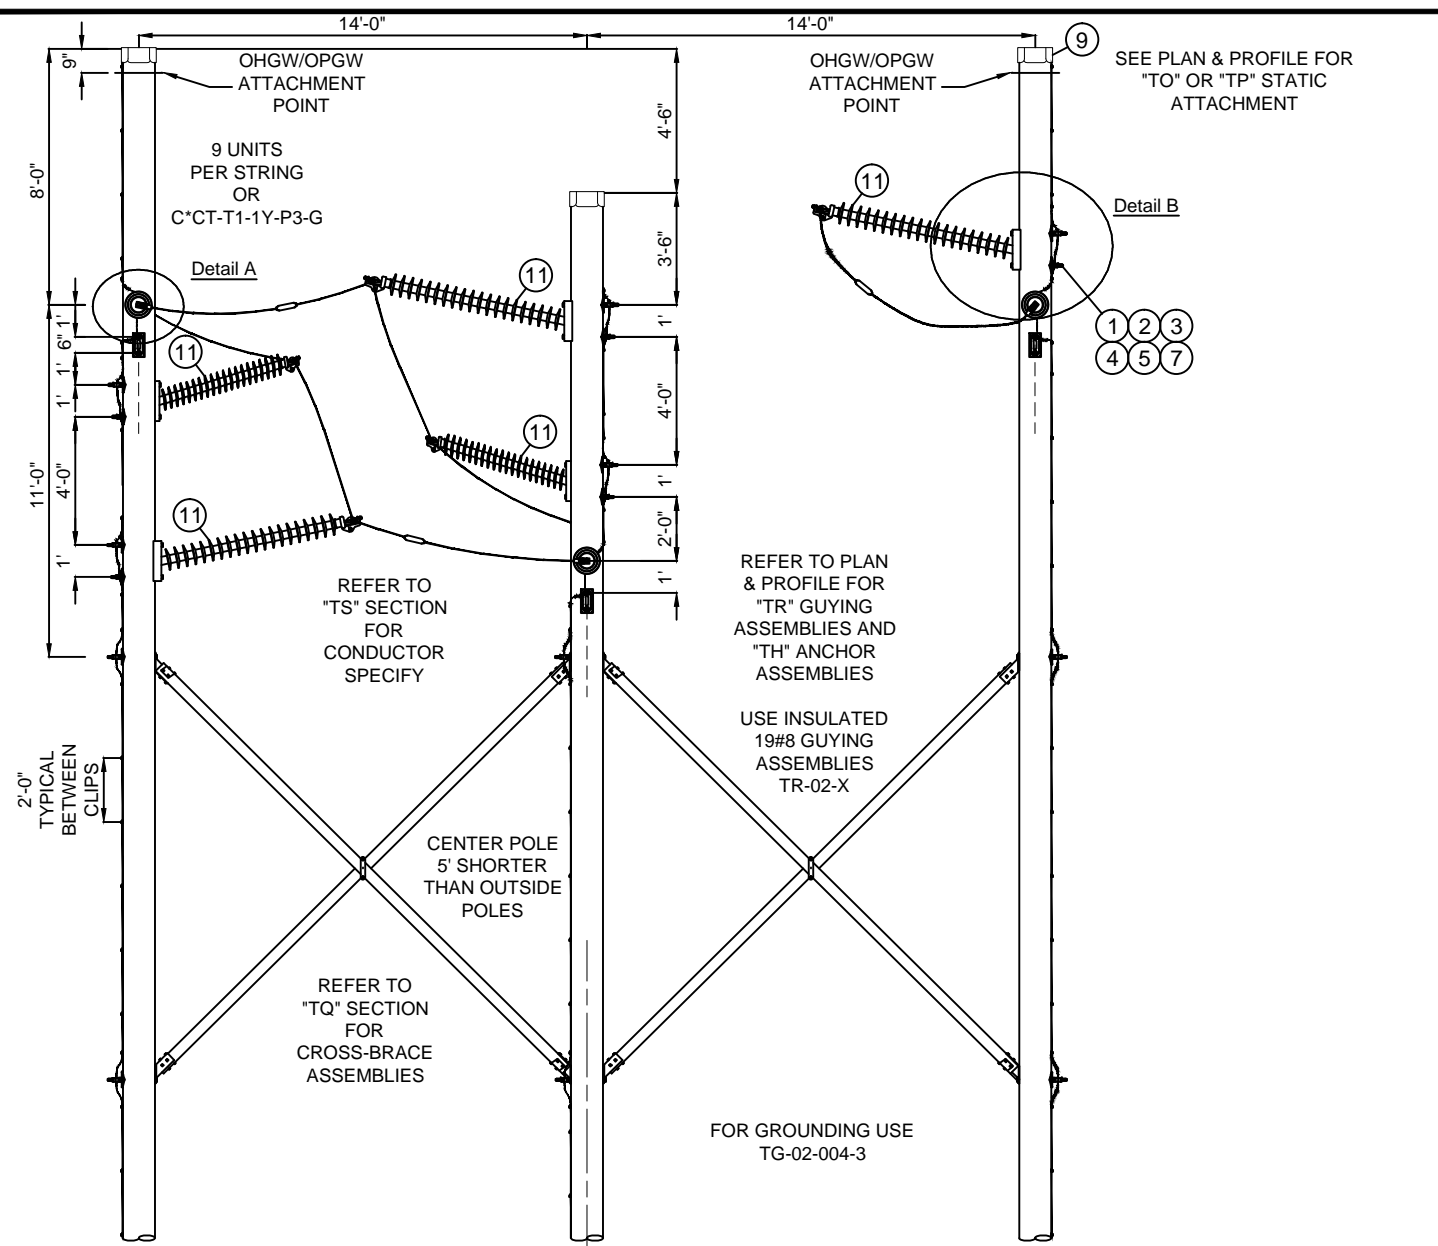 14'-0"
14'-0"
9
9"
OHGW/OPGW
ATTACHMENT
POINT
OHGW/OPGW
ATTACHMENT
POINT
SEE PLAN & PROFILE FOR
"TO" OR "TP" STATIC
ATTACHMENT
4'-6"
8'-0"
9 UNITS
PER STRING
OR
C*CT-T1-1Y-P3-G
11
Detail B
3'-6"
Detail A
11
1'
6"
1'
1'
11
1'
1 2 3
4 5 7
4'-0"
11
11'-0"
4'-0"
1'
11
2'-0"
1'
1'
REFER TO
"TS" SECTION
FOR
CONDUCTOR
SPECIFY
REFER TO PLAN
& PROFILE FOR
"TR" GUYING
ASSEMBLIES AND
"TH" ANCHOR
ASSEMBLIES
USE INSULATED
19#8 GUYING
ASSEMBLIES
TR-02-X
2'-0"
TYPICAL
BETWEEN
CLIPS
CENTER POLE
5' SHORTER
THAN OUTSIDE
POLES
REFER TO
"TQ" SECTION
FOR
CROSS-BRACE
ASSEMBLIES
FOR GROUNDING USE
TG-02-004-3